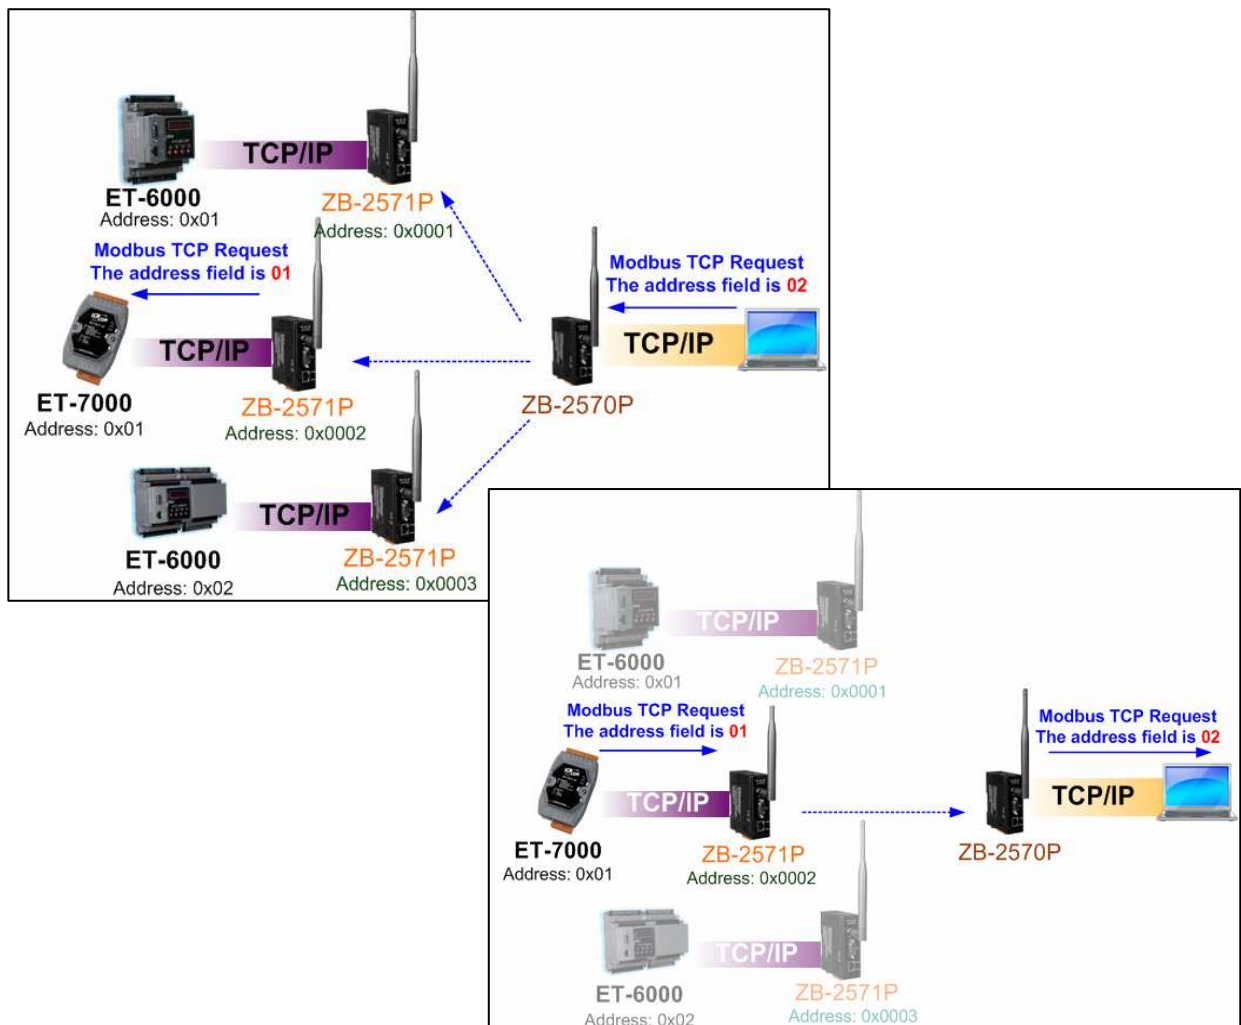 TCP/IP
ET-6000
Address: 0x01
ZB-2571P
Address: 0x0001
Modbus TCP Request
The address field is 01
Modbus TCP Request
The address field is 02
TCP/IP
TCP/IP
ET-7000
Address: 0x01
ZB-2571P
Address: 0x0002
ZB-2570P
TCP/IP
ET-6000
Address: 0x02
ZB-2571P
Address: 0x0003
TCP/IP
ET-6000
Address: 0x01
ZB-2571P
Address: 0x0001
Modbus TCP Request
The address field is 01
Modbus TCP Request
The address field is 02
TCP/IP
TCP/IP
ET-7000
Address: 0x01
ZB-2571P
Address: 0x0002
ZB-2570P
TCP/IP
ET-6000
Address: 0x02
ZB-2571P
Address: 0x0003